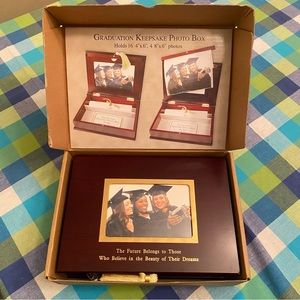 GRADUATION KEEPSAKE PHOTO BOX
Holds 16 4"x6", 4 8"x6" photos
The Future Belongs to Those
Who Believe in the Beauty of Their Dreams